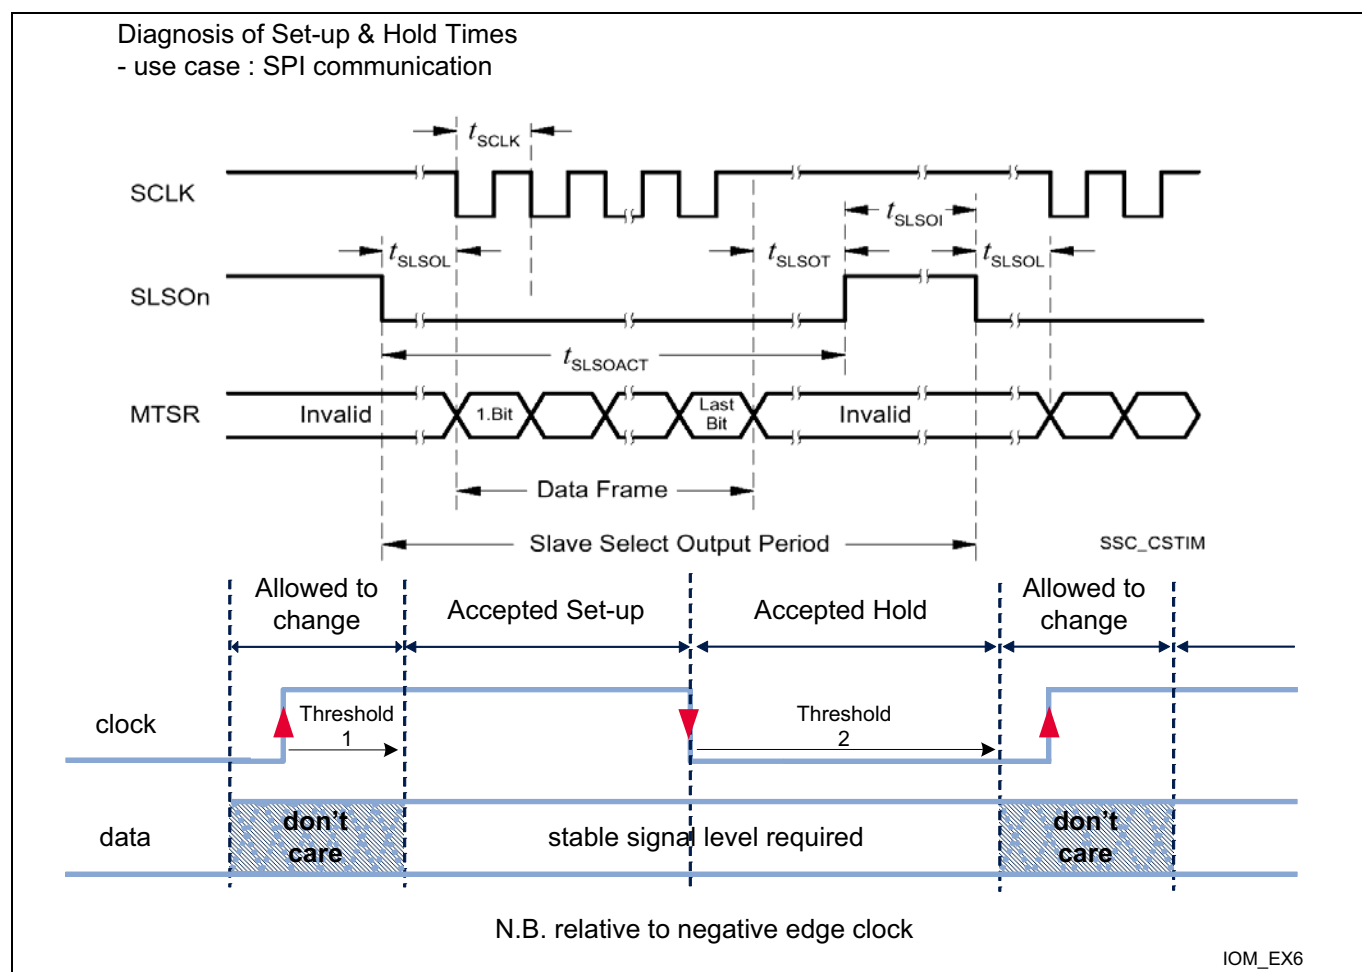 Diagnosis of Set-up & Hold Times
- use case : SPI communication
tSCLK
SCLK
tSLSOI
tSLSOL
tSLSOT
tSLSOL
SLSOn
tSLSOACT
MTSR
Invalid
1.Bit
Last
Bit
Invalid
Data Frame
Slave Select Output Period
SSC_CSTIM
Allowed to
change
Accepted Set-up
Accepted Hold
Allowed to
change
clock
Threshold
1
Threshold
2
data
don't
care
stable signal level required
don't
care
N.B. relative to negative edge clock
IOM_EX6